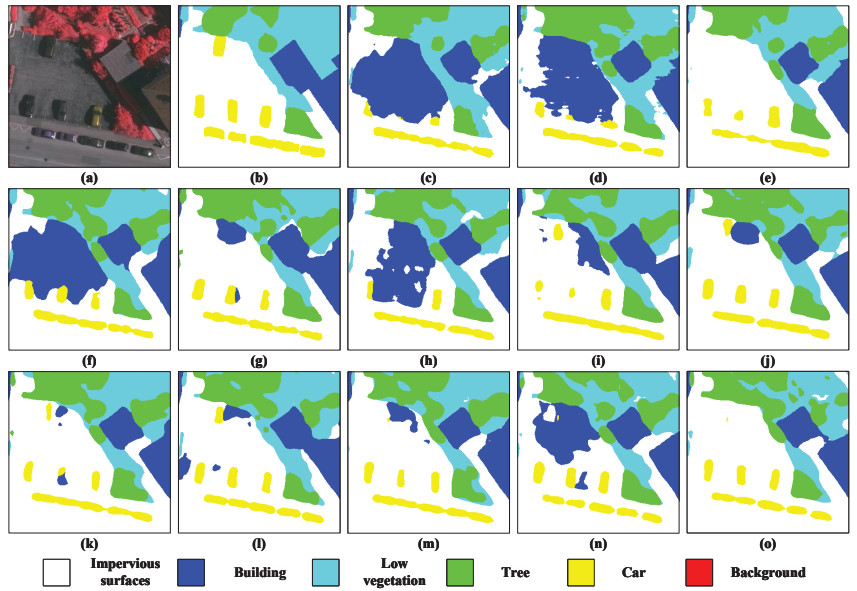 (a) (b) (c) (d) (e)
(f) (g) (h) (i) (j)
(k) (l) (m) (n) (o)
Impervious surfaces Building Low vegetation Tree Car Background